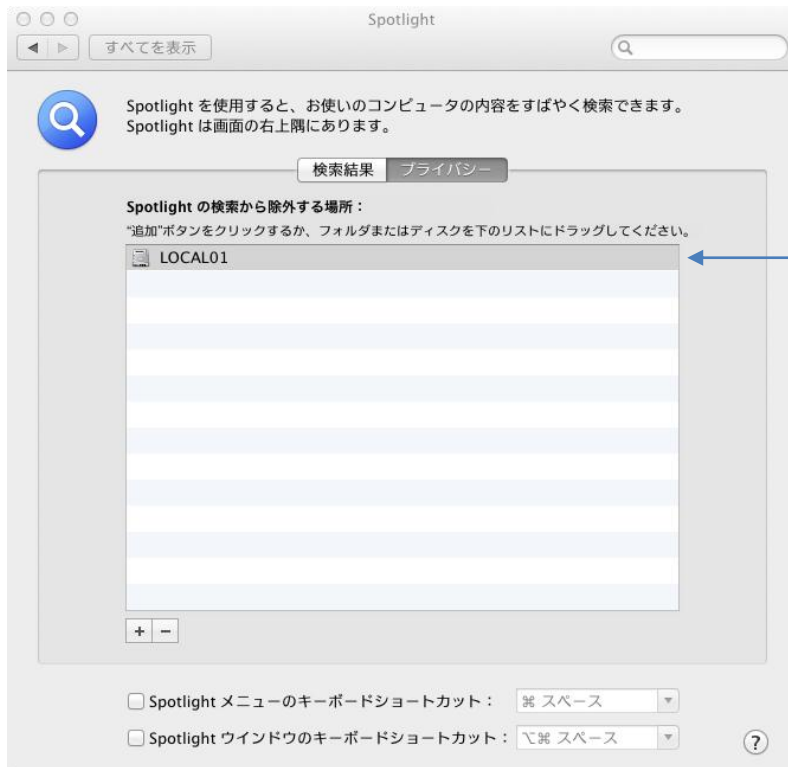 Spotlight
すべてを表示
Spotlight を使用すると、お使いのコンピュータの内容をすばやく検索できます。
Spotlight は画面の右上隅にあります。
検索結果 プライバシー
Spotlight の検索から除外する場所：
“追加”ボタンをクリックするか、フォルダまたはディスクを下のリストにドラッグしてください。
LOCAL01
+ −
Spotlight メニューのキーボードショートカット： ⌘ スペース
Spotlight ウインドウのキーボードショートカット： ⌥⌘ スペース
?